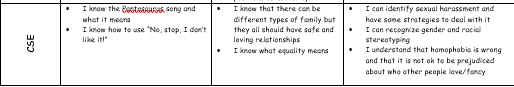 CSE
I know the Pantosaurus song and
what it means
I know how to use "No, stop, I don't
like it!"
I know that there can be
different types of family but
they all should have safe and
loving relationships
I know what equality means
I can identify sexual harassment and
have some strategies to deal with it
I can recognize gender and racial
stereotyping
I understand that homophobia is wrong
and that it is not ok to be prejudiced
about who other people love/fancy